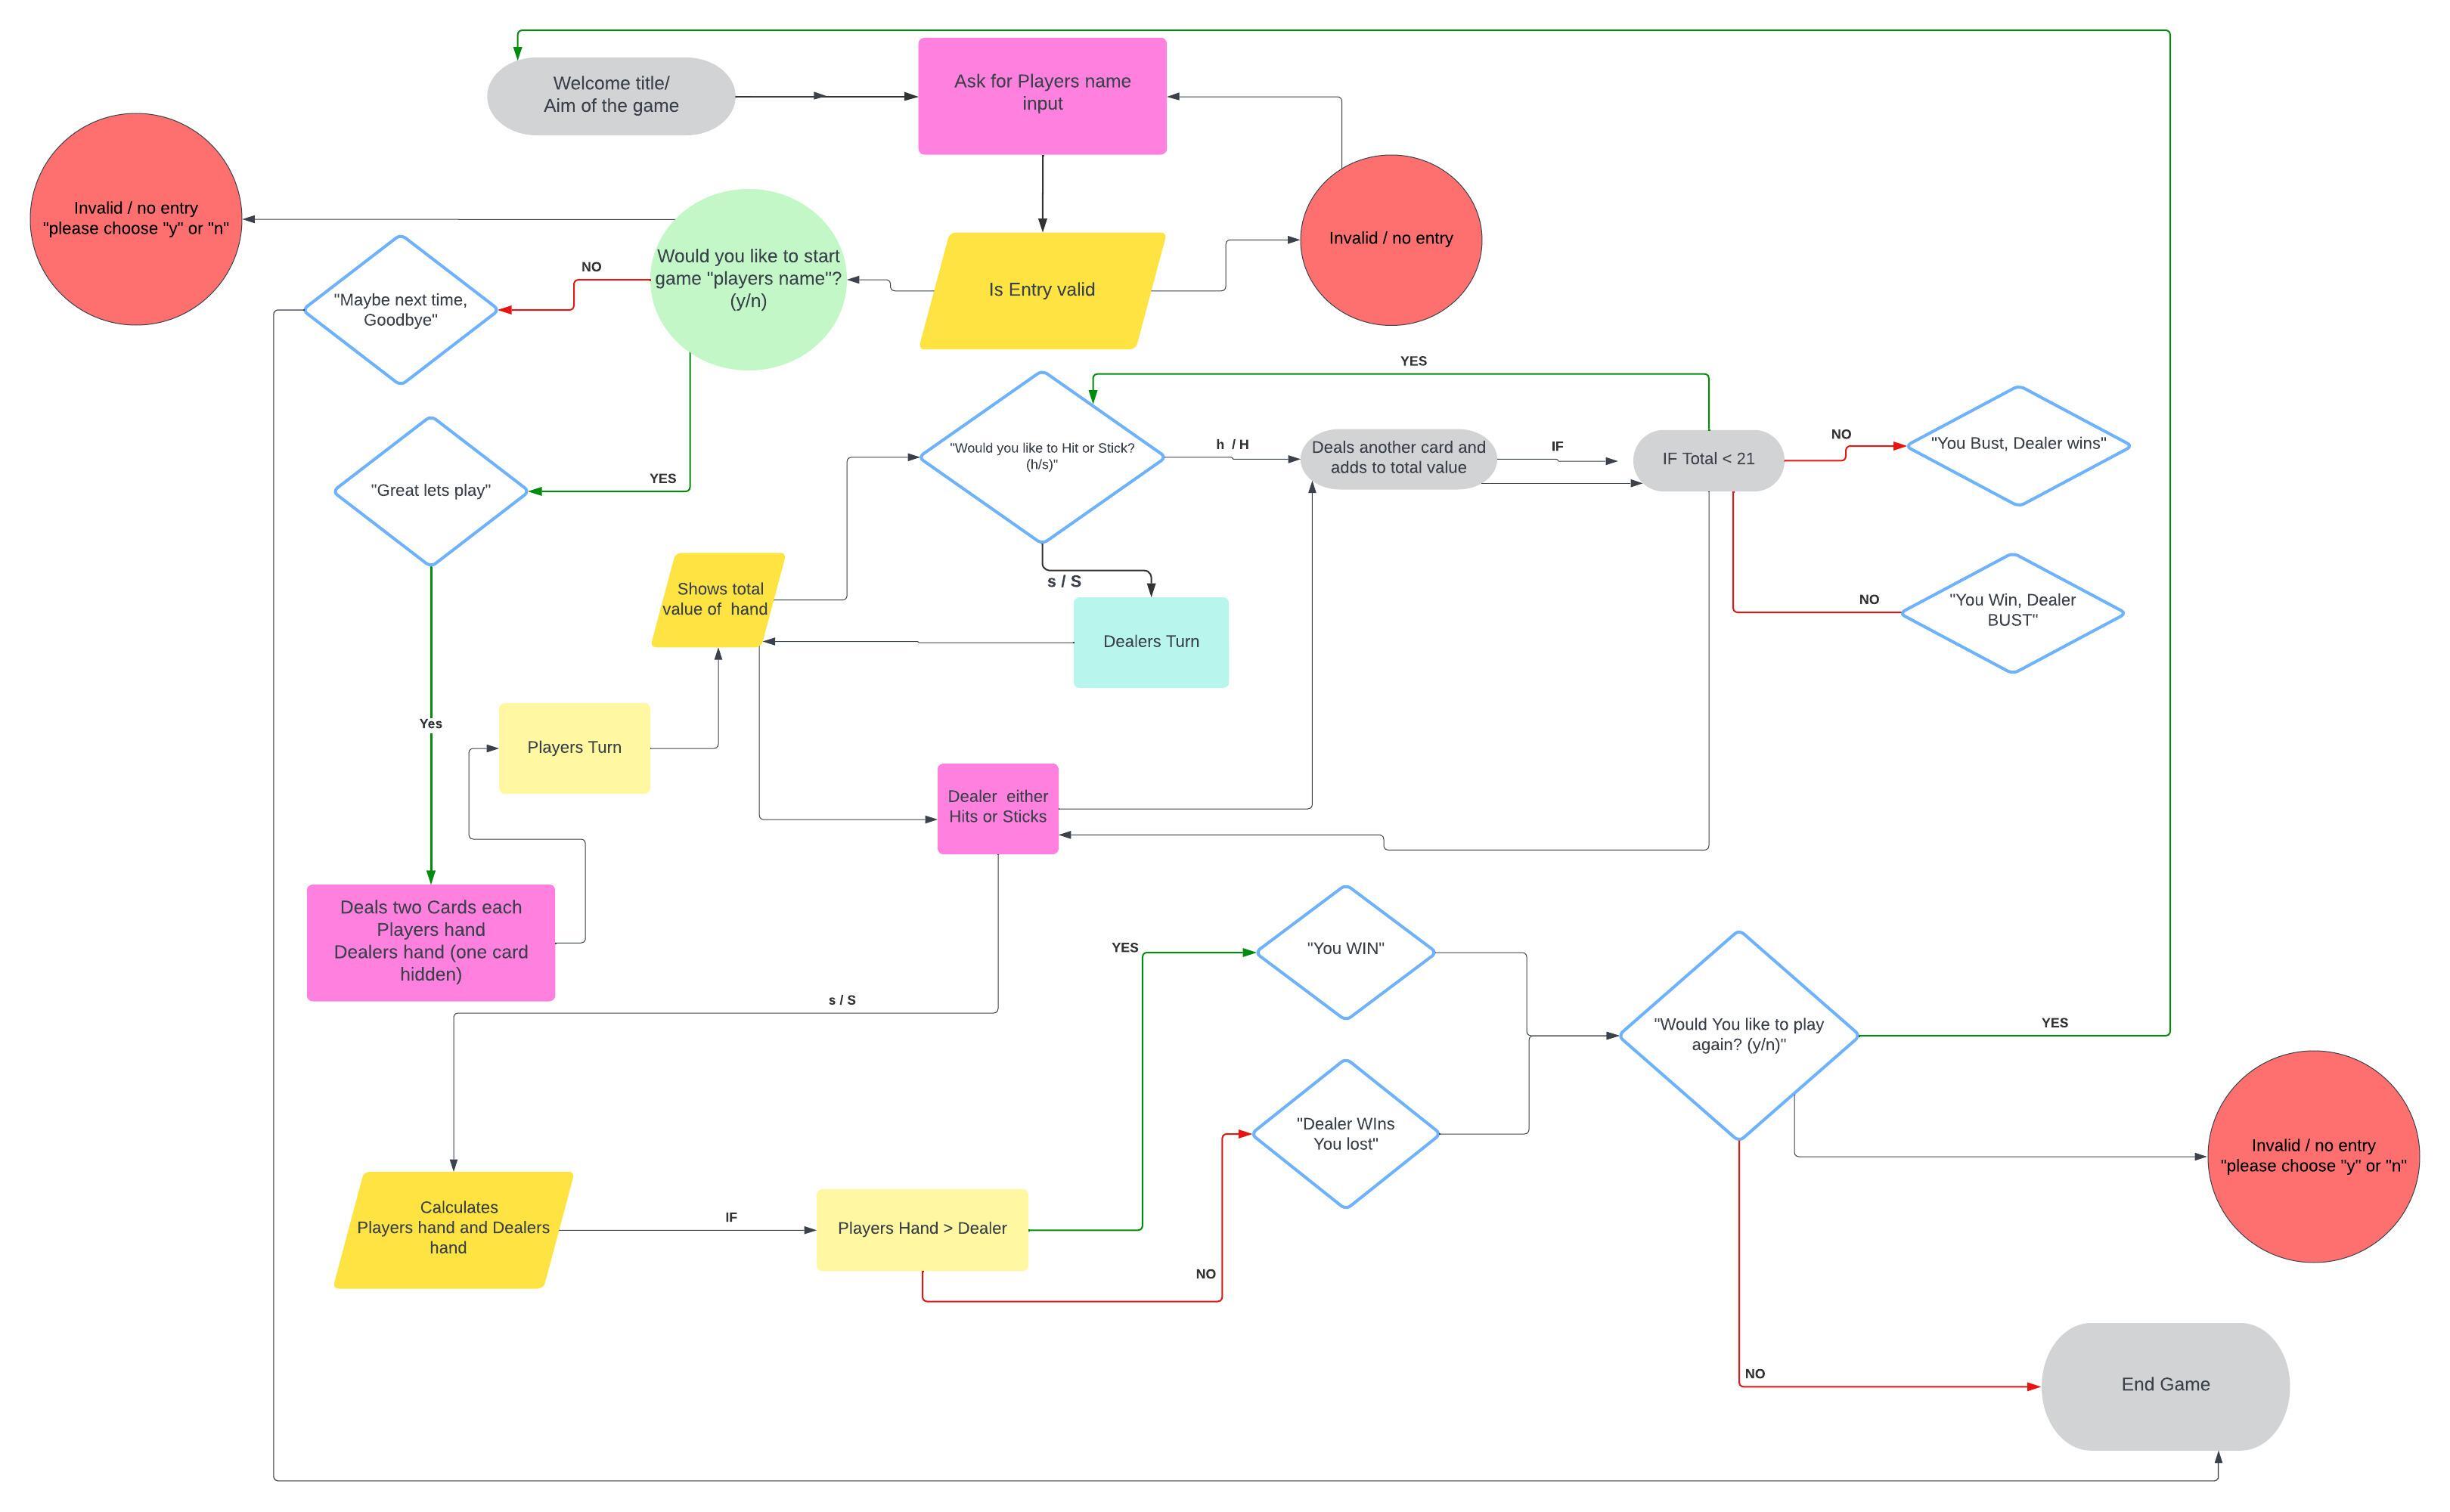 Welcome title/
Aim of the game
Ask for Players name
input
Invalid / no entry
"please choose "y" or "n"
Would you like to start
game "players name"?
(y/n)
Is Entry valid
Invalid / no entry
NO
"Maybe next time,
Goodbye"
YES
"Great lets play"
YES
"Would you like to Hit or Stick?
(h/s)"
h / H
Deals another card and
adds to total value
IF
IF Total < 21
NO
"You Bust, Dealer wins"
NO
"You Win, Dealer
BUST"
s / S
Shows total
value of hand
Dealers Turn
Yes
Players Turn
Dealer either
Hits or Sticks
Deals two Cards each
Players hand
Dealers hand (one card
hidden)
s / S
YES
"You WIN"
"Would You like to play
again? (y/n)"
YES
"Dealer WIns
You lost"
Invalid / no entry
"please choose "y" or "n"
Calculates
Players hand and Dealers
hand
IF
Players Hand > Dealer
NO
NO
End Game